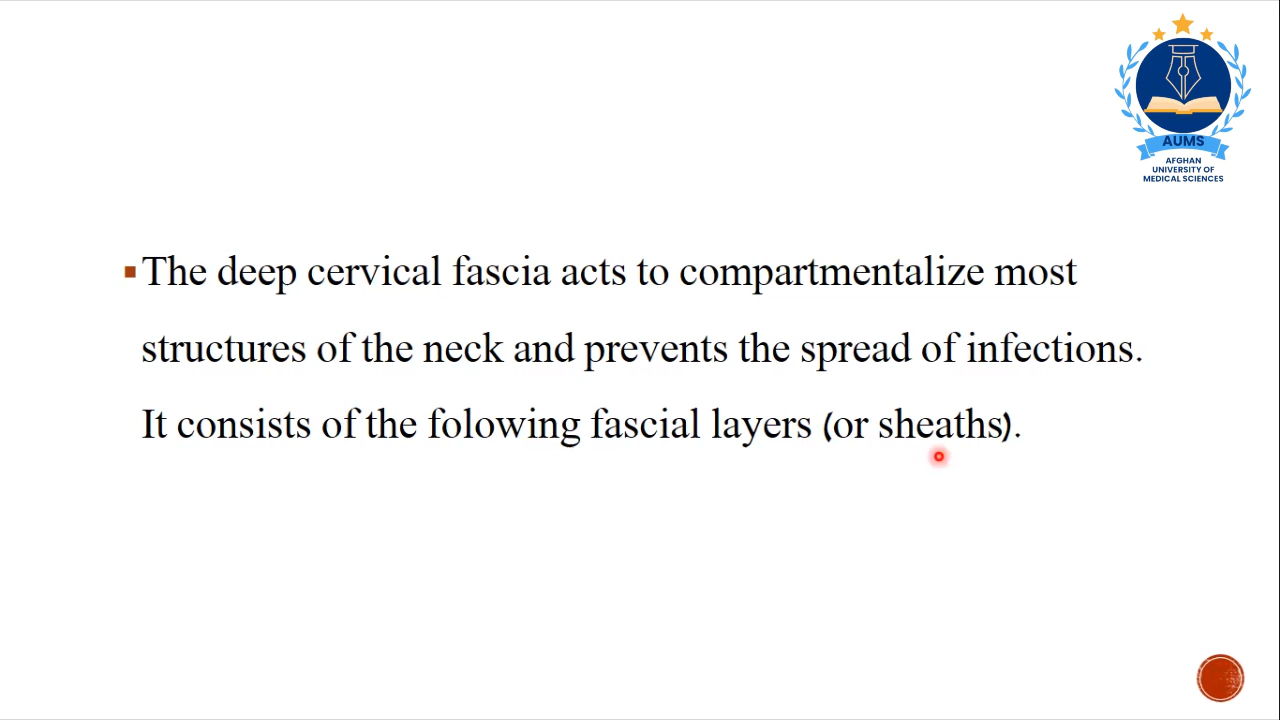 AUMS
AFGHAN
UNIVERSITY OF
MEDICAL SCIENCES
The deep cervical fascia acts to compartmentalize most
structures of the neck and prevents the spread of infections.
It consists of the folowing fascial layers (or sheaths).